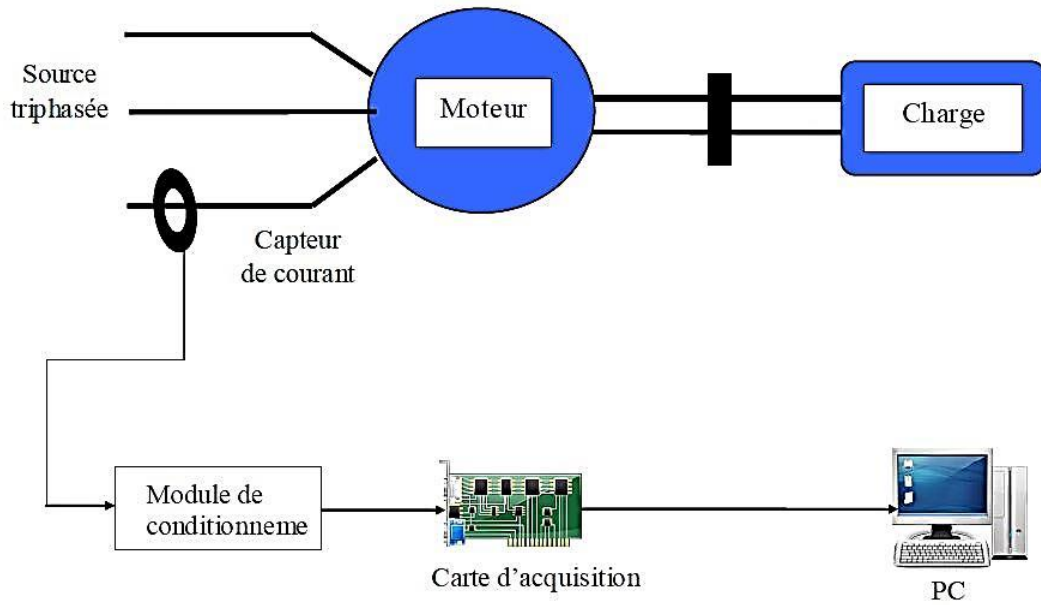 Source
triphasée
Moteur
Charge
Capteur
de courant
Module de
conditionneme
Carte d'acquisition
PC